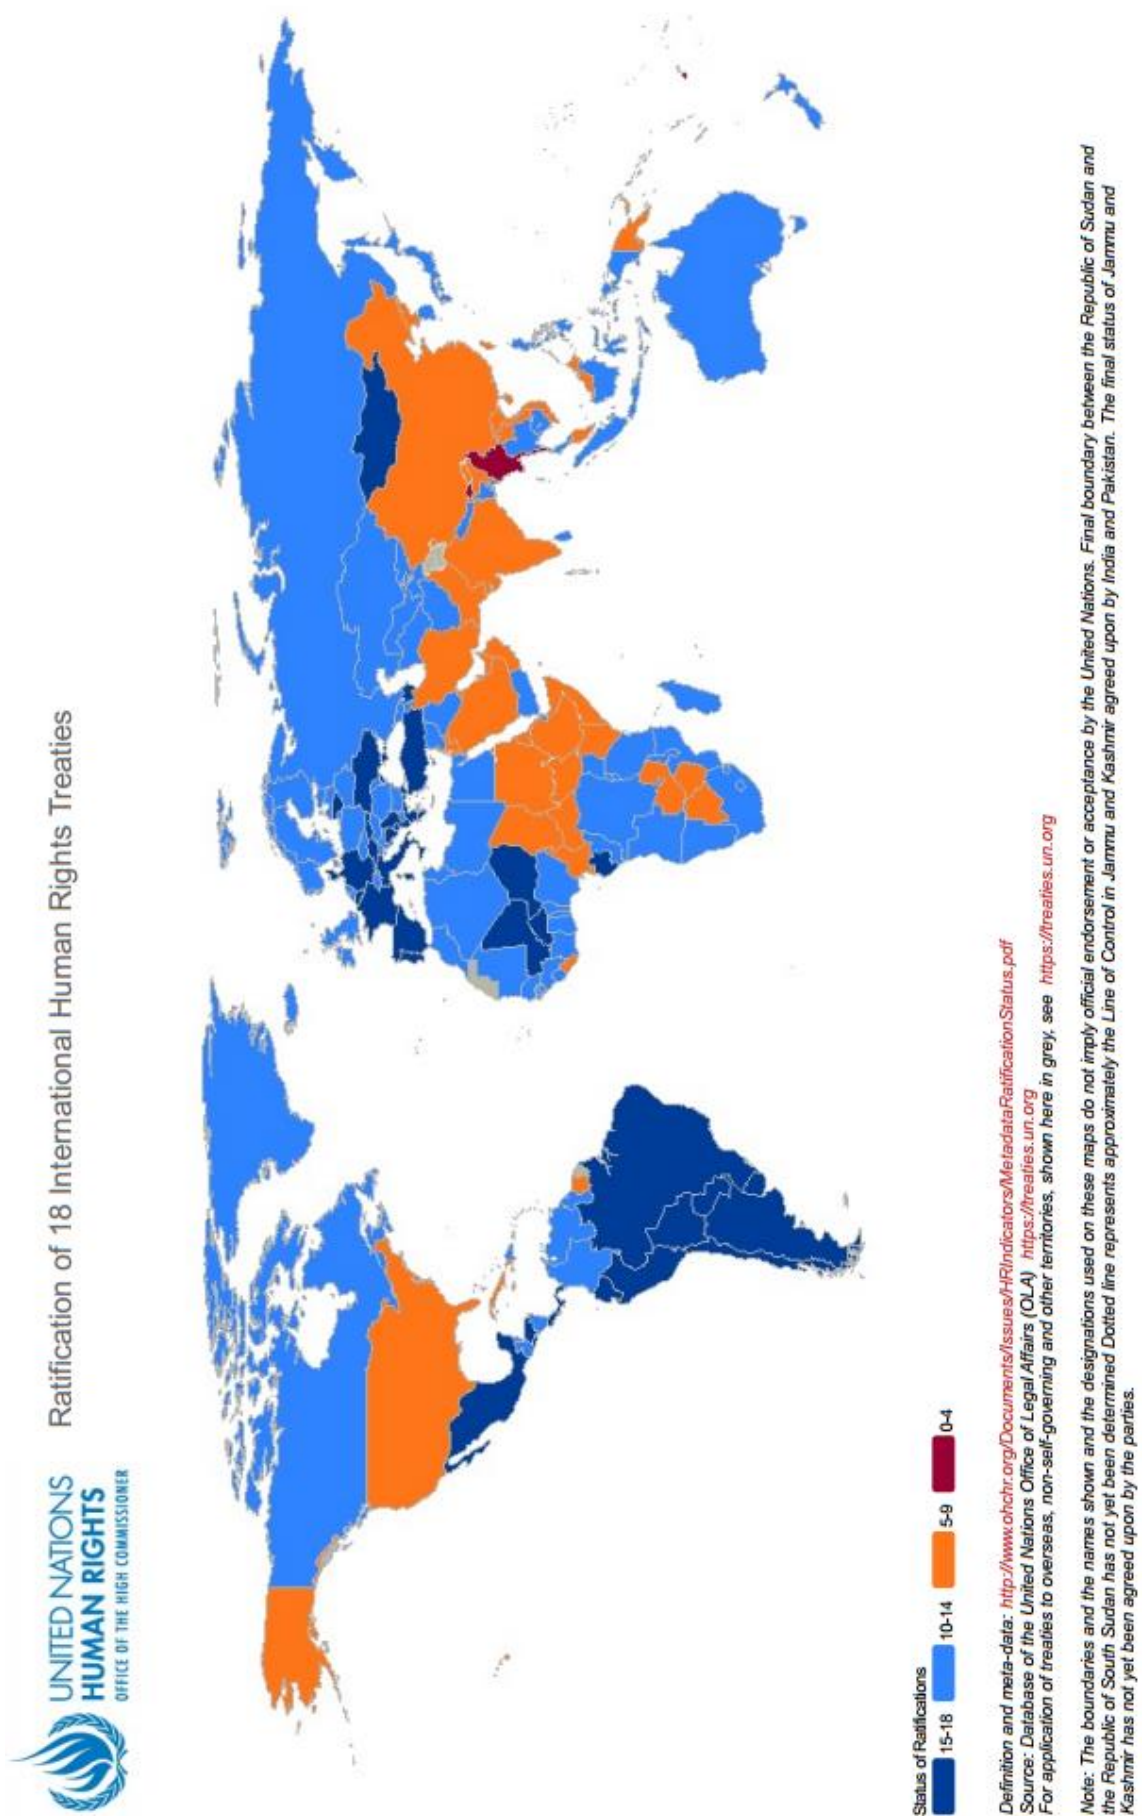 UNITED NATIONS
HUMAN RIGHTS
OFFICE OF THE HIGH COMMISSIONER
Ratification of 18 International Human Rights Treaties
Status of Ratifications
15-18
10-14
5-9
0-4
Definition and meta-data: http://www.ohchr.org/Documents/Issues/HRIndicators/MetadataRatificationStatus.pdf
Source: Database of the United Nations Office of Legal Affairs (OLA) https://treaties.un.org
For application of treaties to overseas, non-self-governing and other territories, shown here in grey, see https://treaties.un.org
Note: The boundaries and the names shown and the designations used on these maps do not imply official endorsement or acceptance by the United Nations. Final boundary between the Republic of Sudan and
the Republic of South Sudan has not yet been determined Dotted line represents approximately the Line of Control in Jammu and Kashmir agreed upon by India and Pakistan. The final status of Jammu and
Kashmir has not yet been agreed upon by the parties.